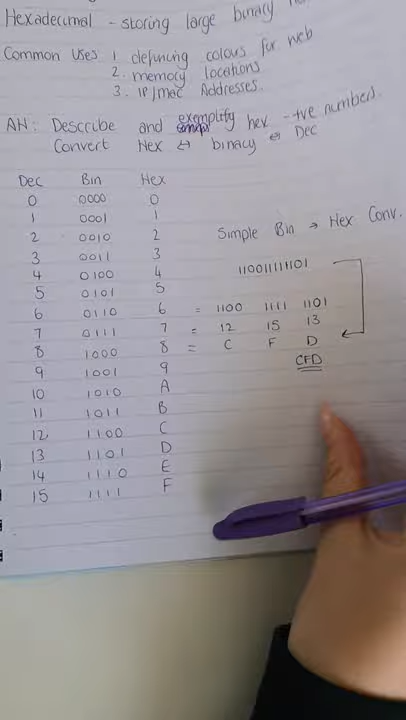 Hexadecimal - storing large binary
Common uses 1. defining colous for web
2. memory locations
3. IP/mac Addresses.
AH: Describe and exemplify hex -tve numbers.
Convert Hex ↔ binary ↔ Dec
Dec Bin Hex
0 0000 0
1 0001 1
2 0010 2
3 0011 3
4 0100 4
5 0101 5
6 0110 6
7 0111 7
8 1000 8
9 1001 9
10 1010 A
11 1011 B
12 1100 C
13 1101 D
14 1110 E
15 1111 F
Simple Bin → Hex Conv.
110011111101
= 1100 1111 1101
= 12 15 13
= C F D
CFD